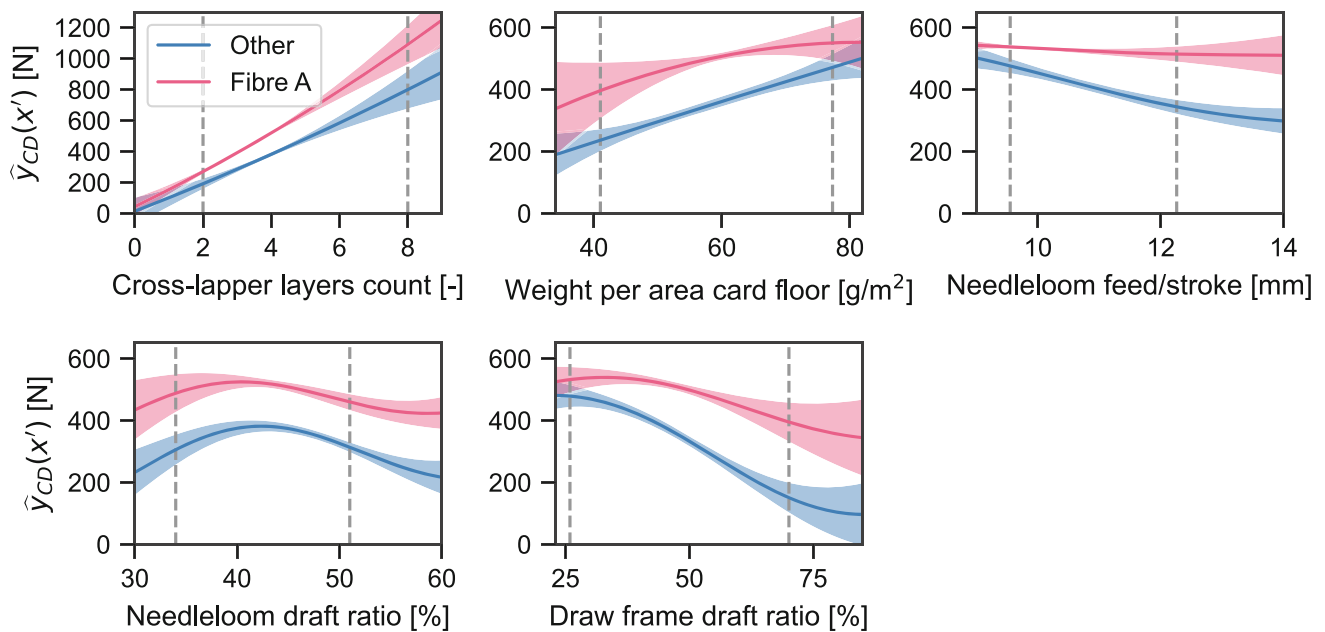 ŷ_CD(x′) [N]
1200
1000
800
600
400
200
0
Other
Fibre A
0 2 4 6 8
Cross-lapper layers count [-]
600
400
200
0
40 60 80
Weight per area card floor [g/m²]
600
400
200
0
10 12 14
Needleloom feed/stroke [mm]
ŷ_CD(x′) [N]
600
400
200
0
30 40 50 60
Needleloom draft ratio [%]
600
400
200
0
25 50 75
Draw frame draft ratio [%]